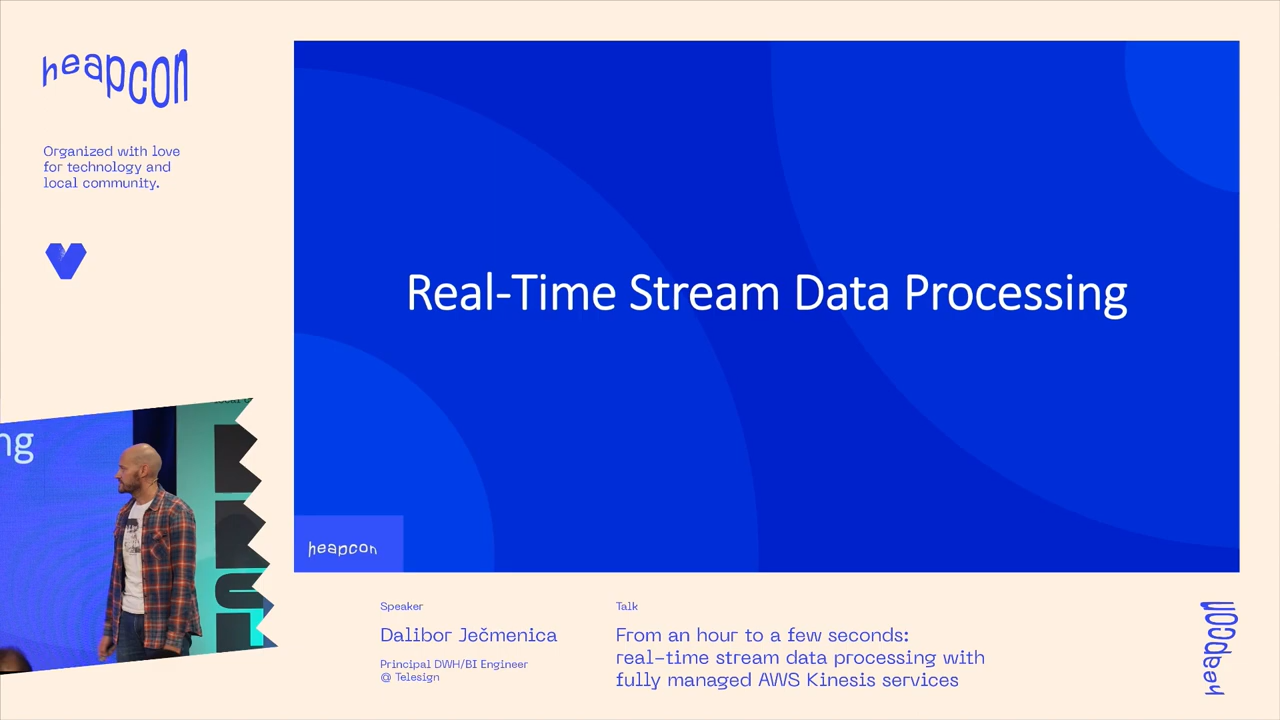 heapcon
Organized with love
for technology and
local community.
Real-Time Stream Data Processing
ng
heapcon
Speaker
Dalibor Ječmenica
Principal DWH/BI Engineer
@ Telesign
Talk
From an hour to a few seconds:
real-time stream data processing with
fully managed AWS Kinesis services
heapcon